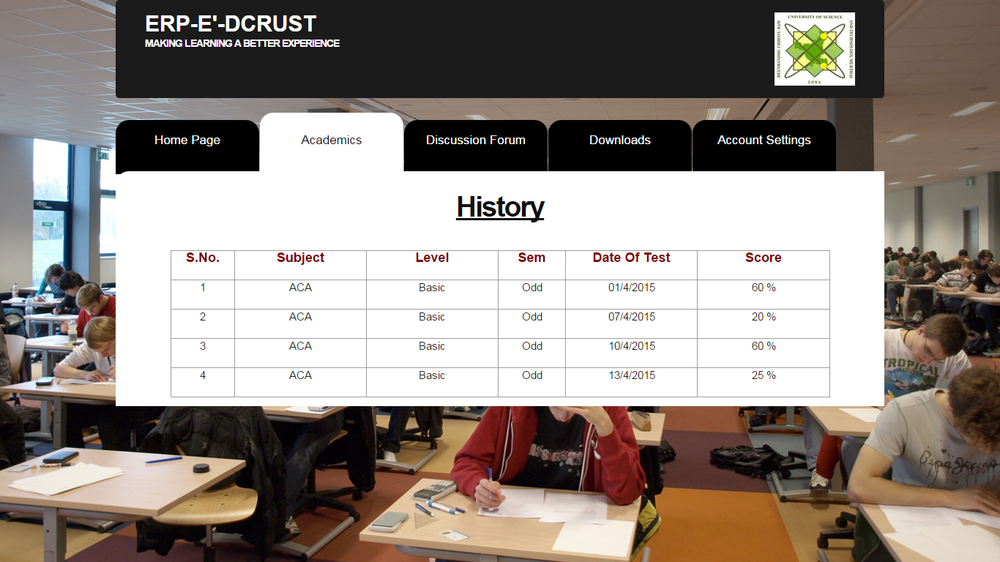 ERP-E'-DCRUST
MAKING LEARNING A BETTER EXPERIENCE
UNIVERSITY OF SCIENCE
AND TECHNOLOGY, MURTHAL
DEENBANDHU CHHOTU RAM
2006
Home Page
Academics
Discussion Forum
Downloads
Account Settings
History
S.No. Subject Level Sem Date Of Test Score
1 ACA Basic Odd 01/4/2015 60 %
2 ACA Basic Odd 07/4/2015 20 %
3 ACA Basic Odd 10/4/2015 60 %
4 ACA Basic Odd 13/4/2015 25 %
TROPICAL
Pepe Jeans